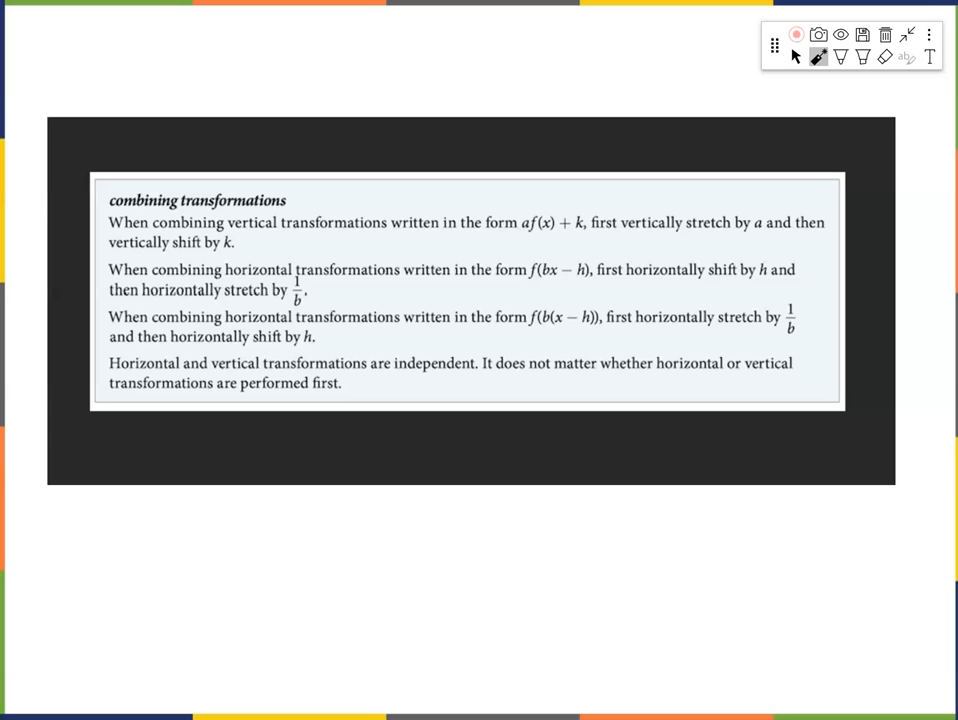 combining transformations
When combining vertical transformations written in the form af(x) + k, first vertically stretch by a and then
vertically shift by k.
When combining horizontal transformations written in the form f(bx − h), first horizontally shift by h and
then horizontally stretch by 1/b.
When combining horizontal transformations written in the form f(b(x − h)), first horizontally stretch by 1/b
and then horizontally shift by h.
Horizontal and vertical transformations are independent. It does not matter whether horizontal or vertical
transformations are performed first.